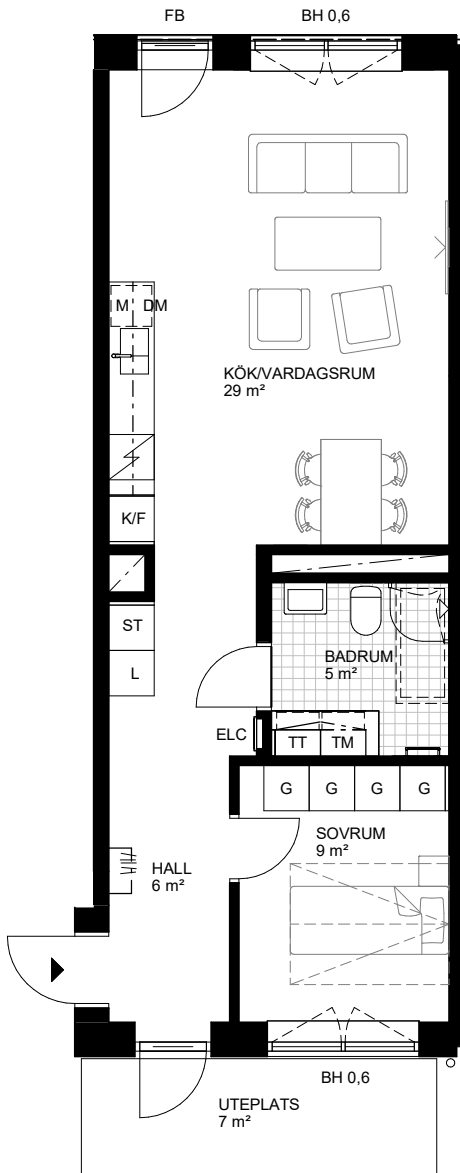 FB
BH 0,6
M DM
KÖK/VARDAGSRUM
29 m²
K/F
ST
L
BADRUM
5 m²
ELC
TT
TM
G
G
G
G
SOVRUM
9 m²
HALL
6 m²
BH 0,6
UTEPLATS
7 m²